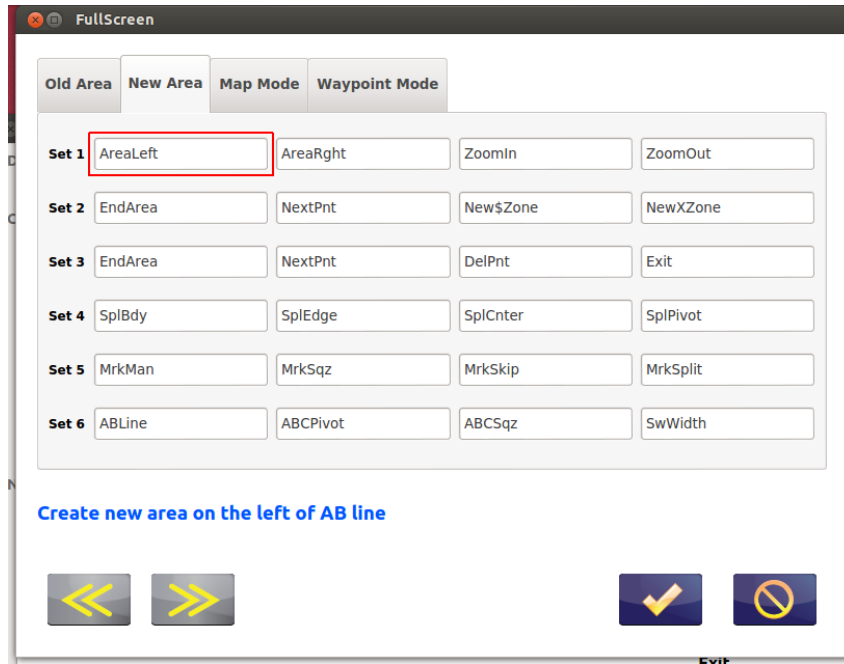 FullScreen
Old Area New Area Map Mode Waypoint Mode
Set 1 AreaLeft AreaRght ZoomIn ZoomOut
Set 2 EndArea NextPnt New$Zone NewXZone
Set 3 EndArea NextPnt DelPnt Exit
Set 4 SplBdy SplEdge SplCnter SplPivot
Set 5 MrkMan MrkSqz MrkSkip MrkSplit
Set 6 ABLine ABCPivot ABCSqz SwWidth
Create new area on the left of AB line
Exit